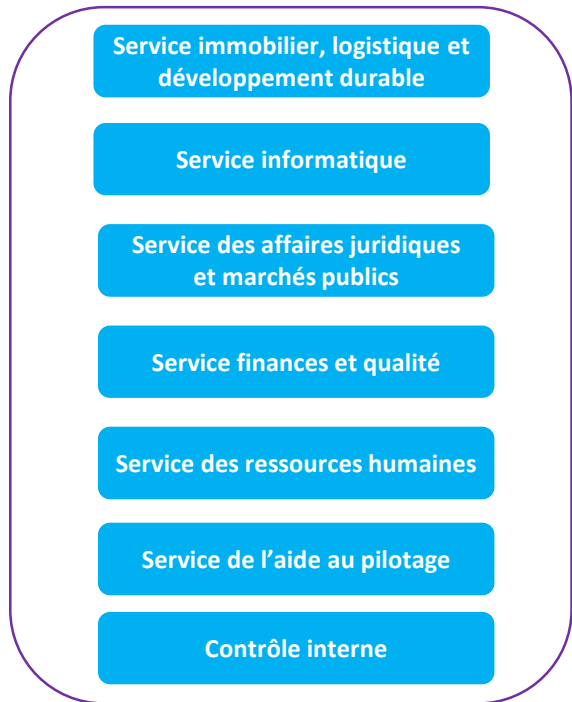 Service immobilier, logistique et
développement durable
Service informatique
Service des affaires juridiques
et marchés publics
Service finances et qualité
Service des ressources humaines
Service de l’aide au pilotage
Contrôle interne